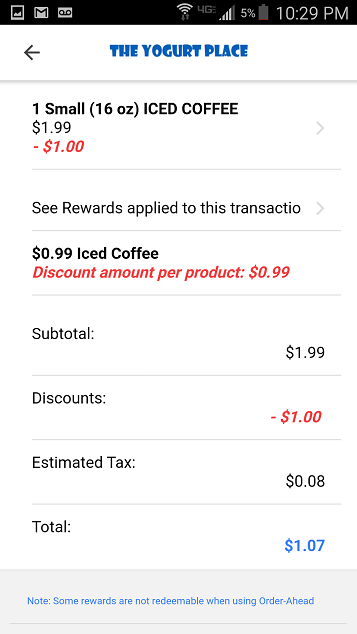 4G 5% 10:29 PM
THE YOGURT PLACE
1 Small (16 oz) ICED COFFEE
$1.99
- $1.00
See Rewards applied to this transactio
$0.99 Iced Coffee
Discount amount per product: $0.99
Subtotal:
$1.99
Discounts:
- $1.00
Estimated Tax:
$0.08
Total:
$1.07
Note: Some rewards are not redeemable when using Order-Ahead